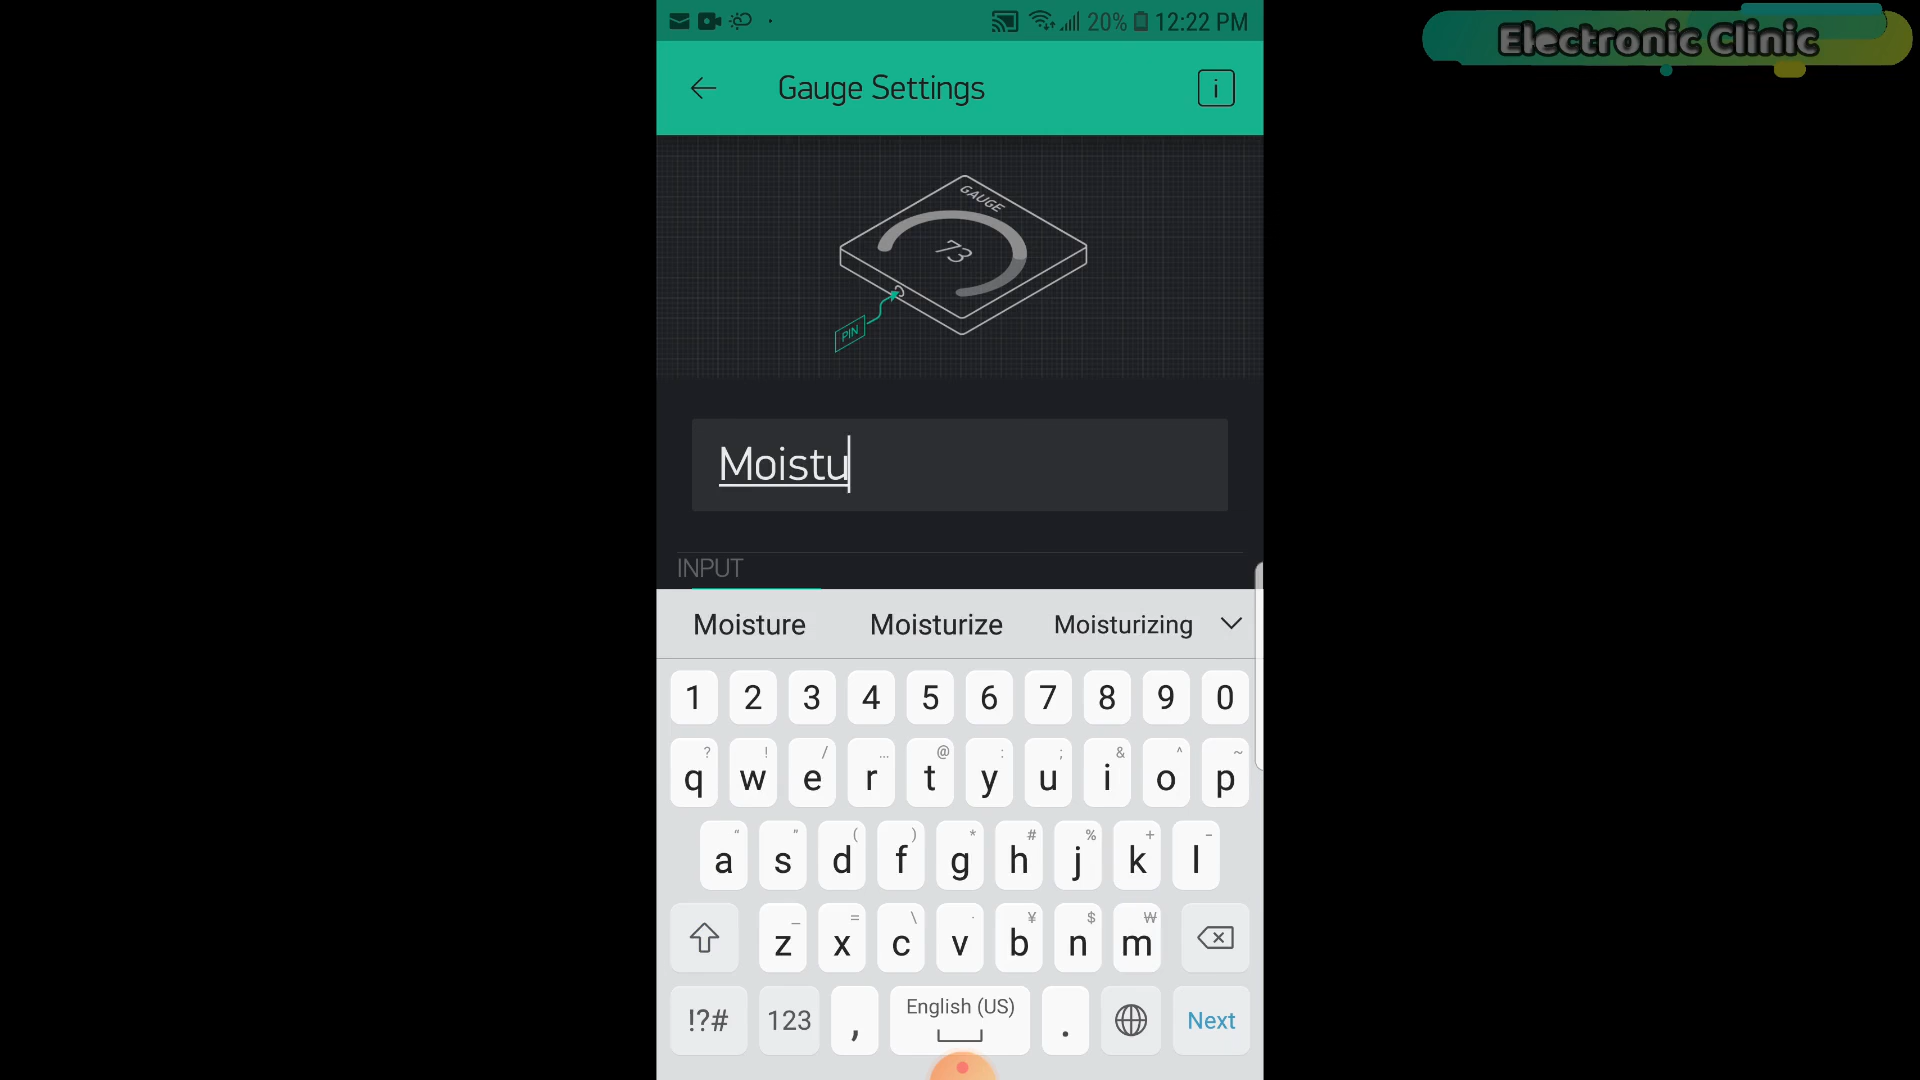 20% 12:22 PM
Electronic Clinic
Gauge Settings
i
GAUGE
73
PIN
Moistu
INPUT
Moisture Moisturize Moisturizing
1 2 3 4 5 6 7 8 9 0
? ! / ... @ : ; & ^ ~
q w e r t y u i o p
“ ” ( ) * # % + -
a s d f g h j k l
_ = \ · ¥ $ ₩
z x c v b n m
!?# 123 , English (US) . Next